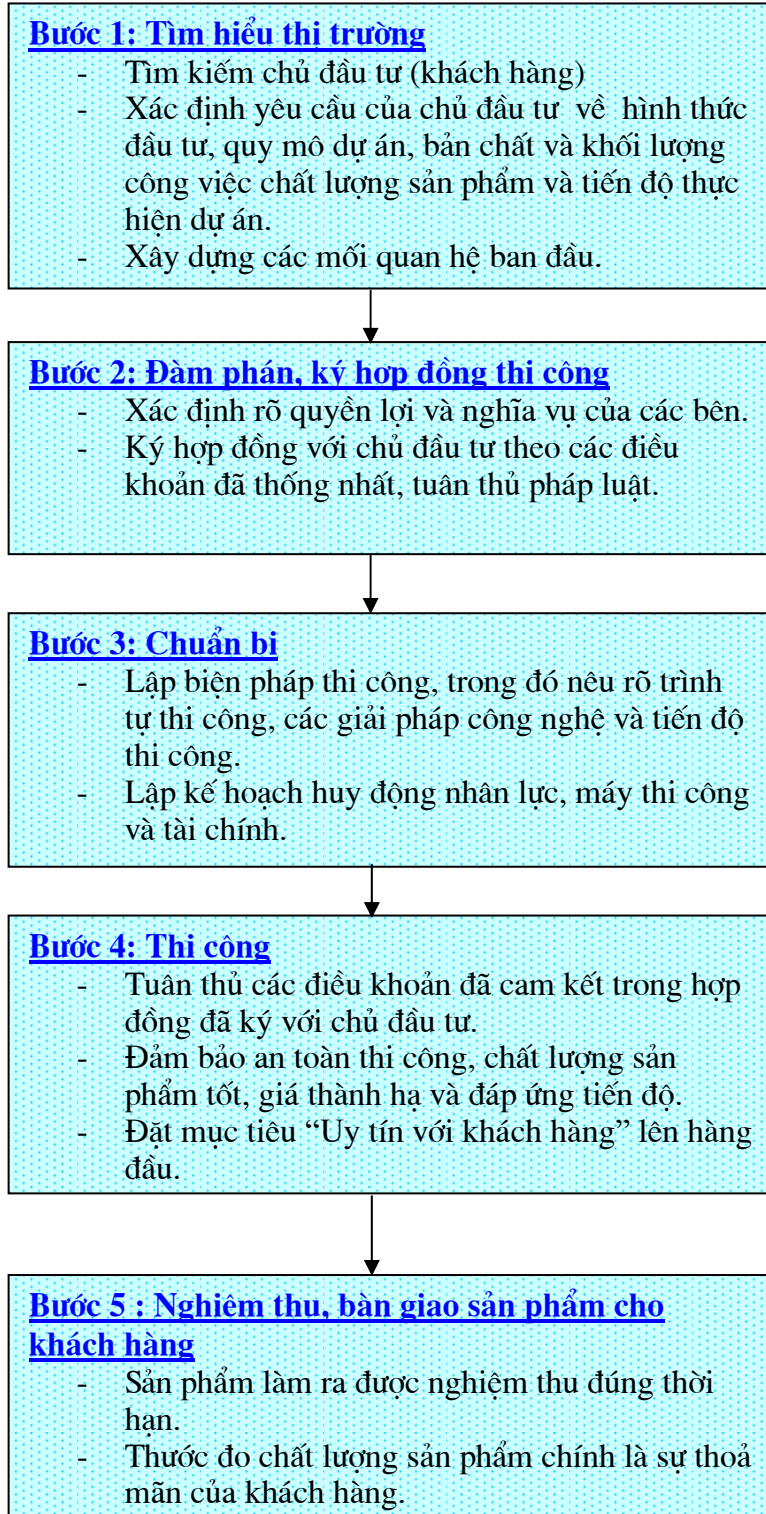 Bước 1: Tìm hiểu thị trường
- Tìm kiếm chủ đầu tư (khách hàng)
- Xác định yêu cầu của chủ đầu tư về hình thức
đầu tư, quy mô dự án, bản chất và khối lượng
công việc chất lượng sản phẩm và tiến độ thực
hiện dự án.
- Xây dựng các mối quan hệ ban đầu.
Bước 2: Đàm phán, ký hợp đồng thi công
- Xác định rõ quyền lợi và nghĩa vụ của các bên.
- Ký hợp đồng với chủ đầu tư theo các điều
khoản đã thống nhất, tuân thủ pháp luật.
Bước 3: Chuẩn bị
- Lập biện pháp thi công, trong đó nêu rõ trình
tự thi công, các giải pháp công nghệ và tiến độ
thi công.
- Lập kế hoạch huy động nhân lực, máy thi công
và tài chính.
Bước 4: Thi công
- Tuân thủ các điều khoản đã cam kết trong hợp
đồng đã ký với chủ đầu tư.
- Đảm bảo an toàn thi công, chất lượng sản
phẩm tốt, giá thành hạ và đáp ứng tiến độ.
- Đặt mục tiêu “Uy tín với khách hàng” lên hàng
đầu.
Bước 5 : Nghiệm thu, bàn giao sản phẩm cho
khách hàng
- Sản phẩm làm ra được nghiệm thu đúng thời
hạn.
- Thước đo chất lượng sản phẩm chính là sự thoả
mãn của khách hàng.